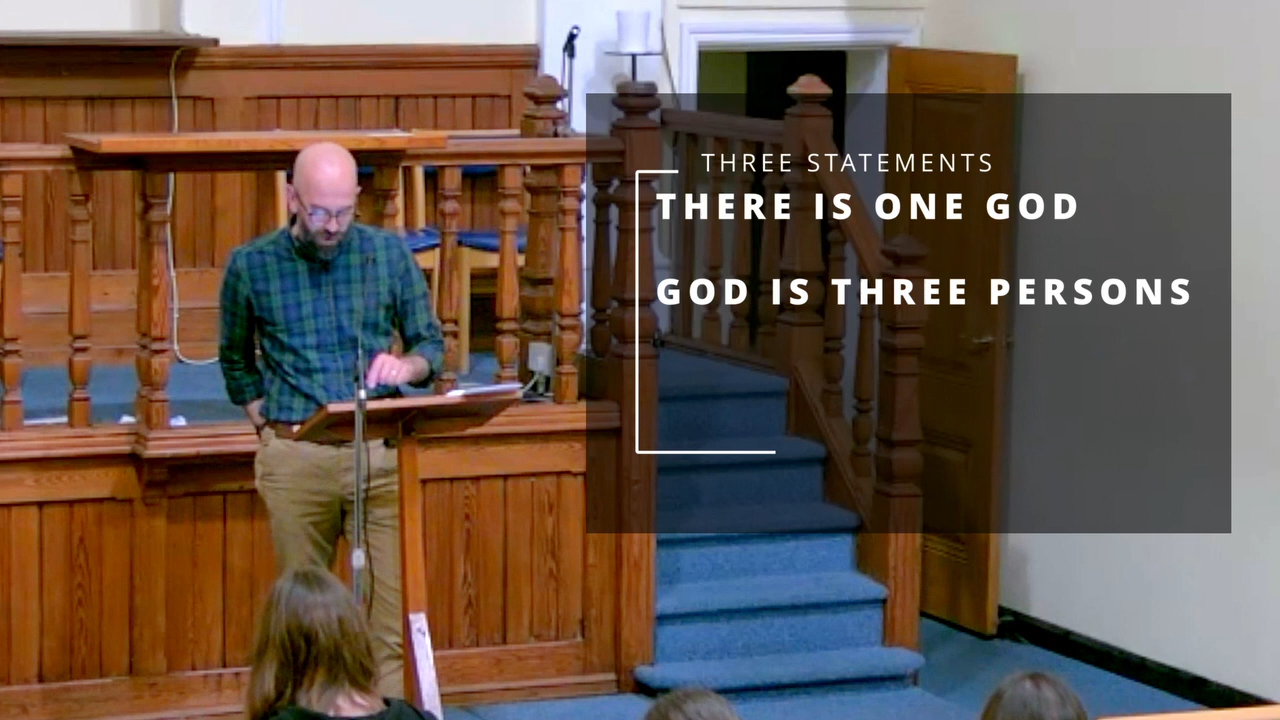 THREE STATEMENTS
THERE IS ONE GOD
GOD IS THREE PERSONS